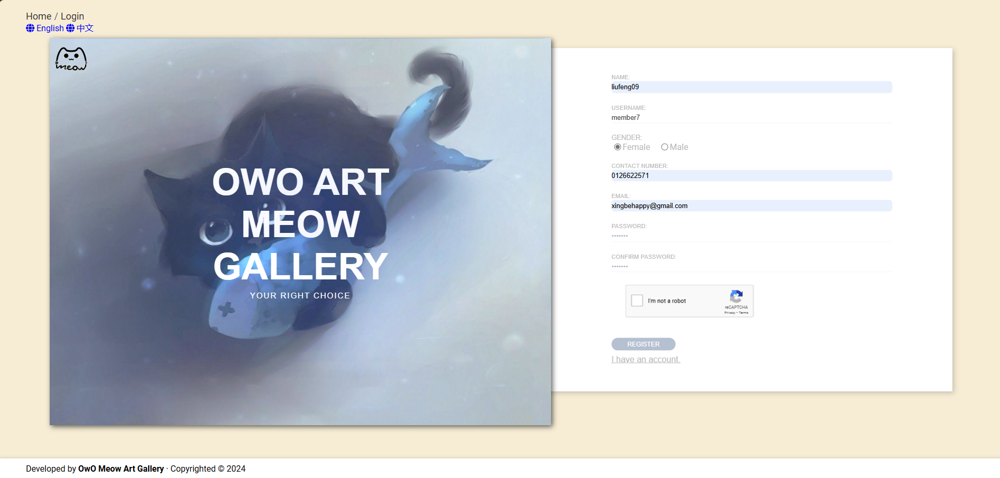 Home / Login
English 中文
meow
OWO ART
MEOW
GALLERY
YOUR RIGHT CHOICE
NAME:
liufeng09
USERNAME:
member7
GENDER:
Female Male
CONTACT NUMBER:
0126622571
EMAIL:
xingbehappy@gmail.com
PASSWORD:
•••••••
CONFIRM PASSWORD:
•••••••
I'm not a robot
reCAPTCHA
Privacy - Terms
REGISTER
I have an account.
Developed by OwO Meow Art Gallery · Copyrighted © 2024